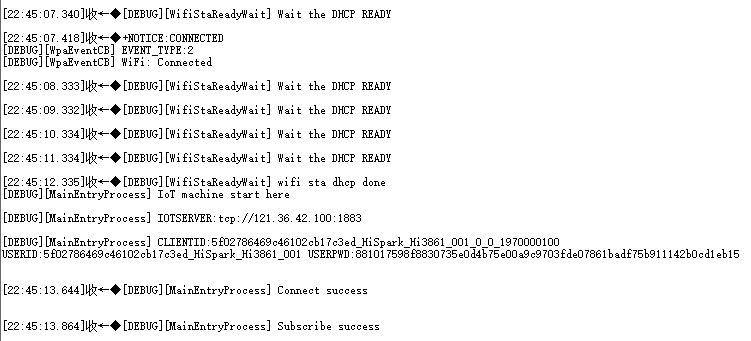 [22:45:07.340]收←◆[DEBUG][WifiStaReadyWait] Wait the DHCP READY
[22:45:07.418]收←◆+NOTICE:CONNECTED
[DEBUG][WpaEventCB] EVENT_TYPE:2
[DEBUG][WpaEventCB] WiFi: Connected
[22:45:08.333]收←◆[DEBUG][WifiStaReadyWait] Wait the DHCP READY
[22:45:09.332]收←◆[DEBUG][WifiStaReadyWait] Wait the DHCP READY
[22:45:10.334]收←◆[DEBUG][WifiStaReadyWait] Wait the DHCP READY
[22:45:11.334]收←◆[DEBUG][WifiStaReadyWait] Wait the DHCP READY
[22:45:12.335]收←◆[DEBUG][WifiStaReadyWait] wifi sta dhcp done
[DEBUG][MainEntryProcess] IoT machine start here
[DEBUG][MainEntryProcess] IOTSERVER:tcp://121.36.42.100:1883
[DEBUG][MainEntryProcess] CLIENTID:5f02786469c46102cb17c3ed_HiSpark_Hi3861_001_0_0_1970000100
USERID:5f02786469c46102cb17c3ed_HiSpark_Hi3861_001 USERPWD:881017598f8830735e0d4b75e00a9c9703fde07861badf75b911142b0cd1eb15
[22:45:13.644]收←◆[DEBUG][MainEntryProcess] Connect success
[22:45:13.864]收←◆[DEBUG][MainEntryProcess] Subscribe success